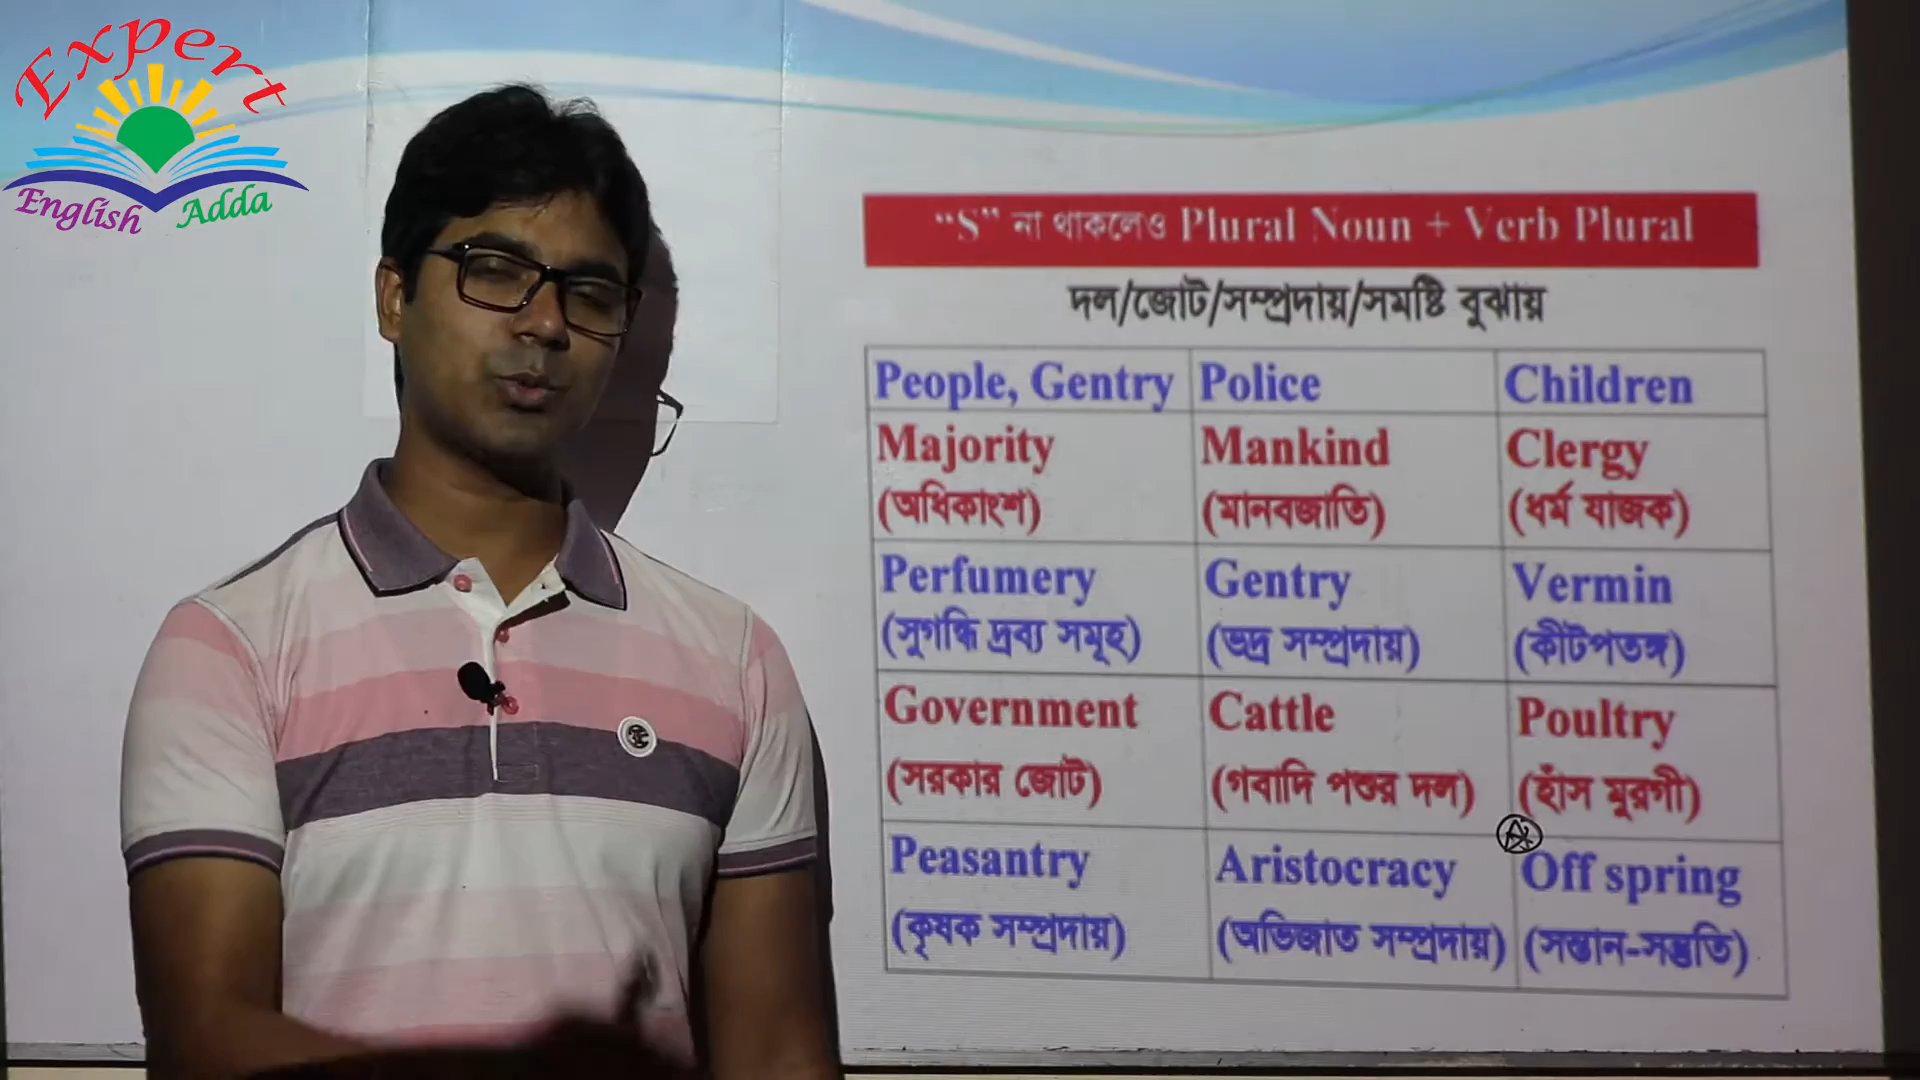 Expert
English Adda
“S” না থাকলেও Plural Noun + Verb Plural
দল/জোট/সম্প্রদায়/সমষ্টি বুঝায়
People, Gentry Police Children
Majority Mankind Clergy
(অধিকাংশ) (মানবজাতি) (ধর্ম যাজক)
Perfumery Gentry Vermin
(সুগন্ধি দ্রব্য সমূহ) (ভদ্র সম্প্রদায়) (কীটপতঙ্গ)
Government Cattle Poultry
(সরকার জোট) (গবাদি পশুর দল) (হাঁস মুরগী)
Peasantry Aristocracy Off spring
(কৃষক সম্প্রদায়) (অভিজাত সম্প্রদায়) (সন্তান-সন্ততি)